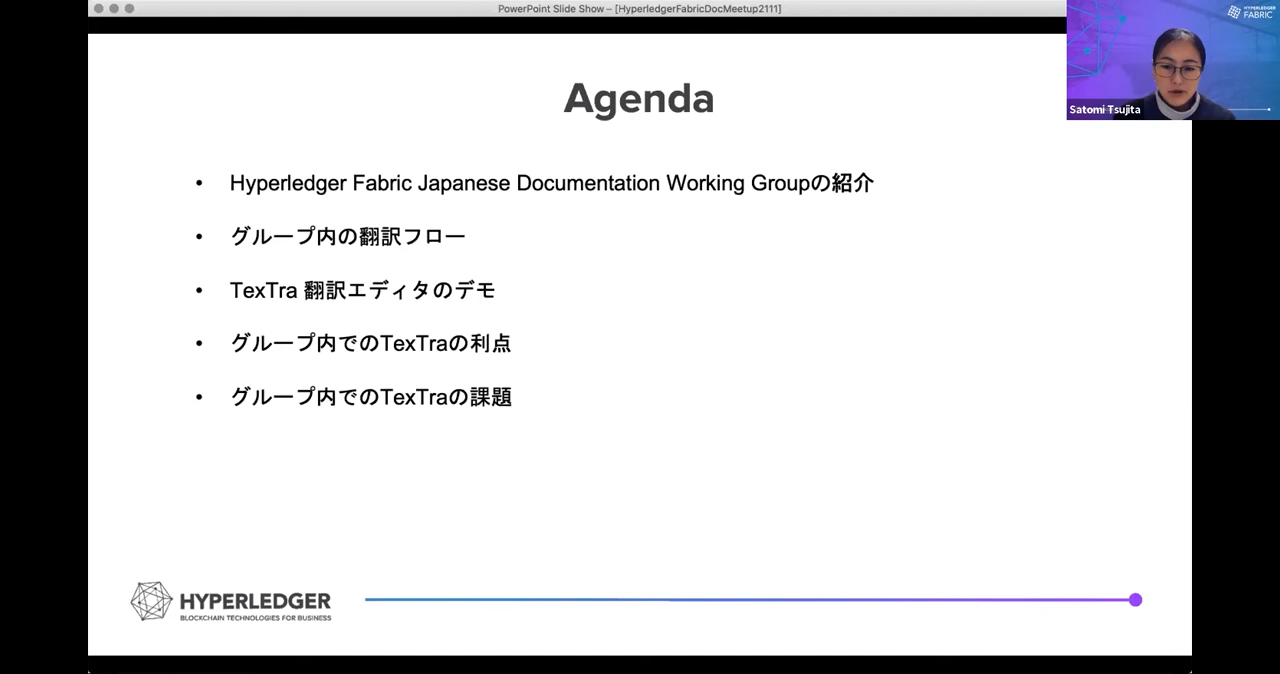 PowerPoint Slide Show – [HyperledgerFabricDocMeetup2111]
HYPERLEDGER
FABRIC
Satomi Tsujita
Agenda
• Hyperledger Fabric Japanese Documentation Working Groupの紹介
• グループ内の翻訳フロー
• TexTra 翻訳エディタのデモ
• グループ内でのTexTraの利点
• グループ内でのTexTraの課題
HYPERLEDGER
BLOCKCHAIN TECHNOLOGIES FOR BUSINESS